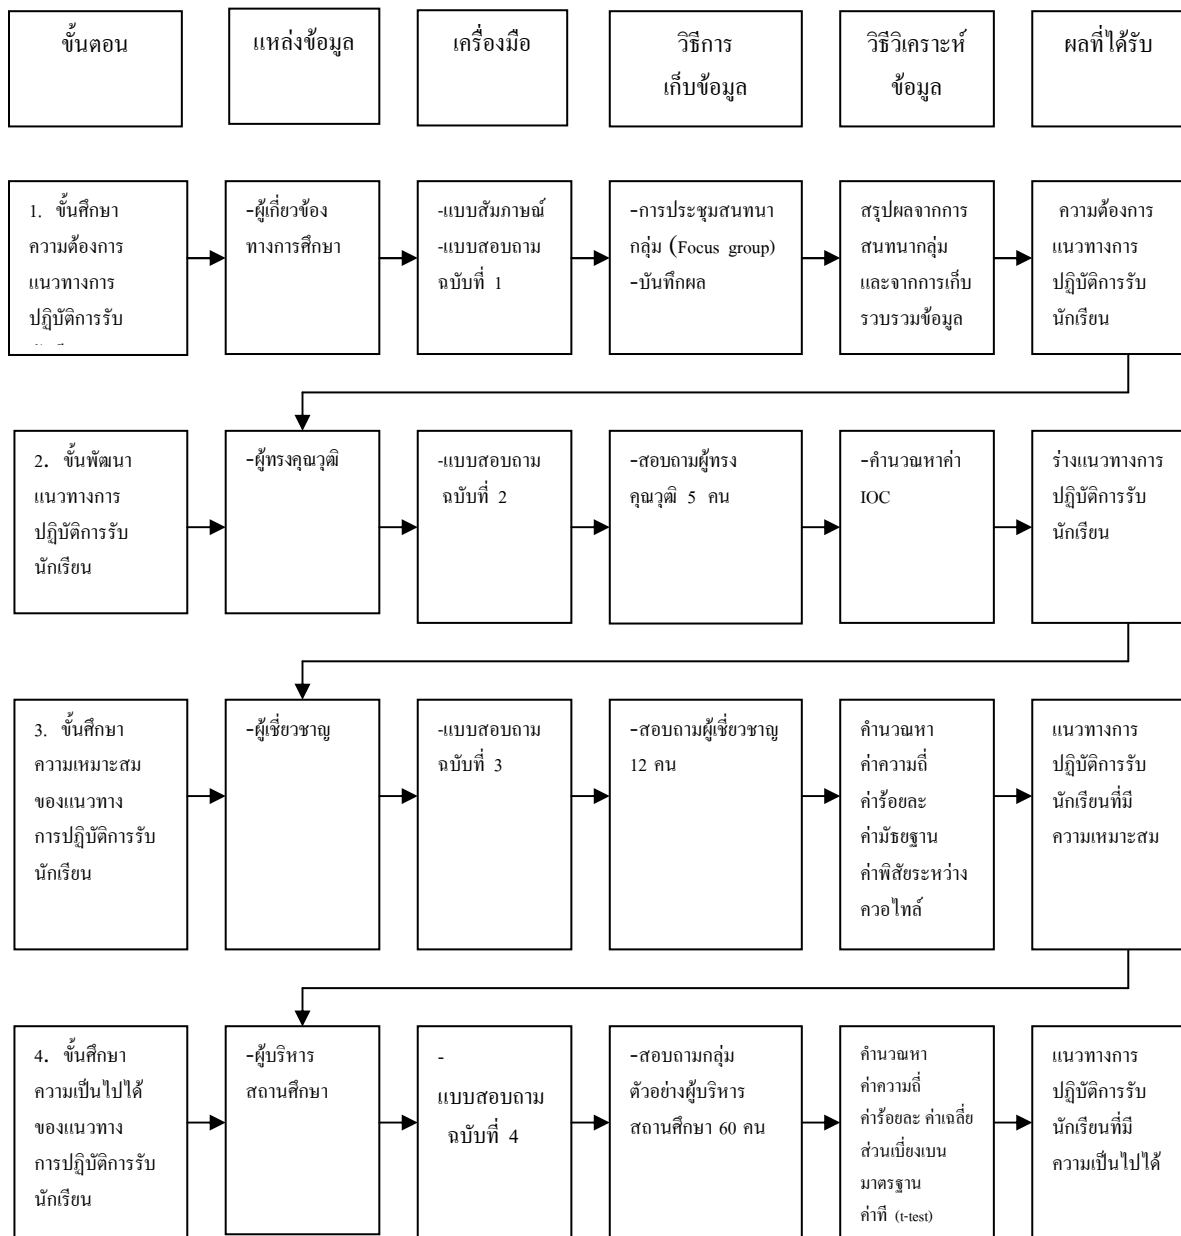 ขั้นตอน
แหล่งข้อมูล
เครื่องมือ
วิธีการ
เก็บข้อมูล
วิธีวิเคราะห์
ข้อมูล
ผลที่ได้รับ
1. ขั้นศึกษา
ความต้องการ
แนวทางการ
ปฏิบัติการรับ
-ผู้เกี่ยวข้อง
ทางการศึกษา
-แบบสัมภาษณ์
-แบบสอบถาม
ฉบับที่ 1
-การประชุมสนทนา
กลุ่ม (Focus group)
-บันทึกผล
สรุปผลจากการ
สนทนากลุ่ม
และจากการเก็บ
รวบรวมข้อมูล
ความต้องการ
แนวทางการ
ปฏิบัติการรับ
นักเรียน
2. ขั้นพัฒนา
แนวทางการ
ปฏิบัติการรับ
นักเรียน
-ผู้ทรงคุณวุฒิ
-แบบสอบถาม
ฉบับที่ 2
-สอบถามผู้ทรง
คุณวุฒิ 5 คน
-คำนวณหาค่า
IOC
ร่างแนวทางการ
ปฏิบัติการรับ
นักเรียน
3. ขั้นศึกษา
ความเหมาะสม
ของแนวทาง
การปฏิบัติการรับ
นักเรียน
-ผู้เชี่ยวชาญ
-แบบสอบถาม
ฉบับที่ 3
-สอบถามผู้เชี่ยวชาญ
12 คน
คำนวณหา
ค่าความถี่
ค่าร้อยละ
ค่ามัธยฐาน
ค่าพิสัยระหว่าง
ควอไทล์
แนวทางการ
ปฏิบัติการรับ
นักเรียนที่มี
ความเหมาะสม
4. ขั้นศึกษา
ความเป็นไปได้
ของแนวทาง
การปฏิบัติการรับ
นักเรียน
-ผู้บริหาร
สถานศึกษา
-
แบบสอบถาม
ฉบับที่ 4
-สอบถามกลุ่ม
ตัวอย่างผู้บริหาร
สถานศึกษา 60 คน
คำนวณหา
ค่าความถี่
ค่าร้อยละ ค่าเฉลี่ย
ส่วนเบี่ยงเบน
มาตรฐาน
ค่าที (t-test)
แนวทางการ
ปฏิบัติการรับ
นักเรียนที่มี
ความเป็นไปได้